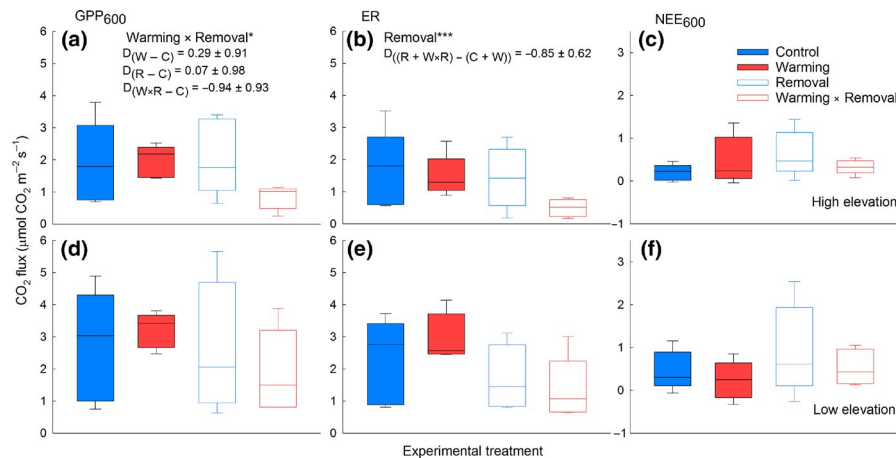 GPP600
ER
NEE600
(a)
Warming × Removal*
D(W – C) = 0.29 ± 0.91
D(R – C) = 0.07 ± 0.98
D(W×R – C) = –0.94 ± 0.93
(b)
Removal***
D((R + W×R) – (C + W)) = –0.85 ± 0.62
(c)
Control
Warming
Removal
Warming × Removal
High elevation
6
5
4
3
2
1
0
6
5
4
3
2
1
0
3
2
1
0
–1
(d)
(e)
(f)
Low elevation
6
5
4
3
2
1
0
6
5
4
3
2
1
0
3
2
1
0
–1
CO2 flux (μmol CO2 m–2 s–1)
Experimental treatment